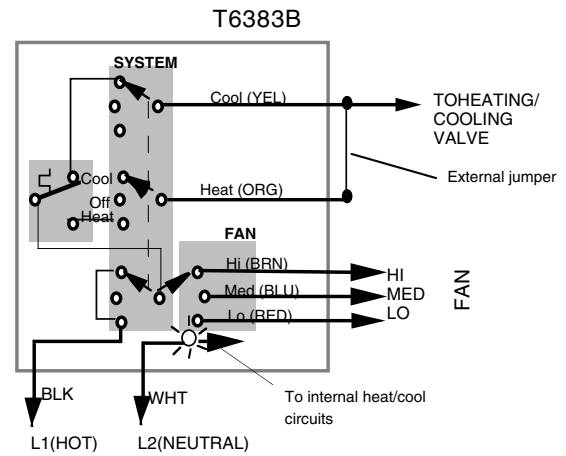 T6383B
SYSTEM
Cool (YEL)
TOHEATING/
COOLING
VALVE
External jumper
Cool
Off
Heat
Heat (ORG)
FAN
Hi (BRN)
Med (BLU)
Lo (RED)
HI
MED
LO
FAN
BLK
WHT
To internal heat/cool
circuits
L1(HOT)
L2(NEUTRAL)